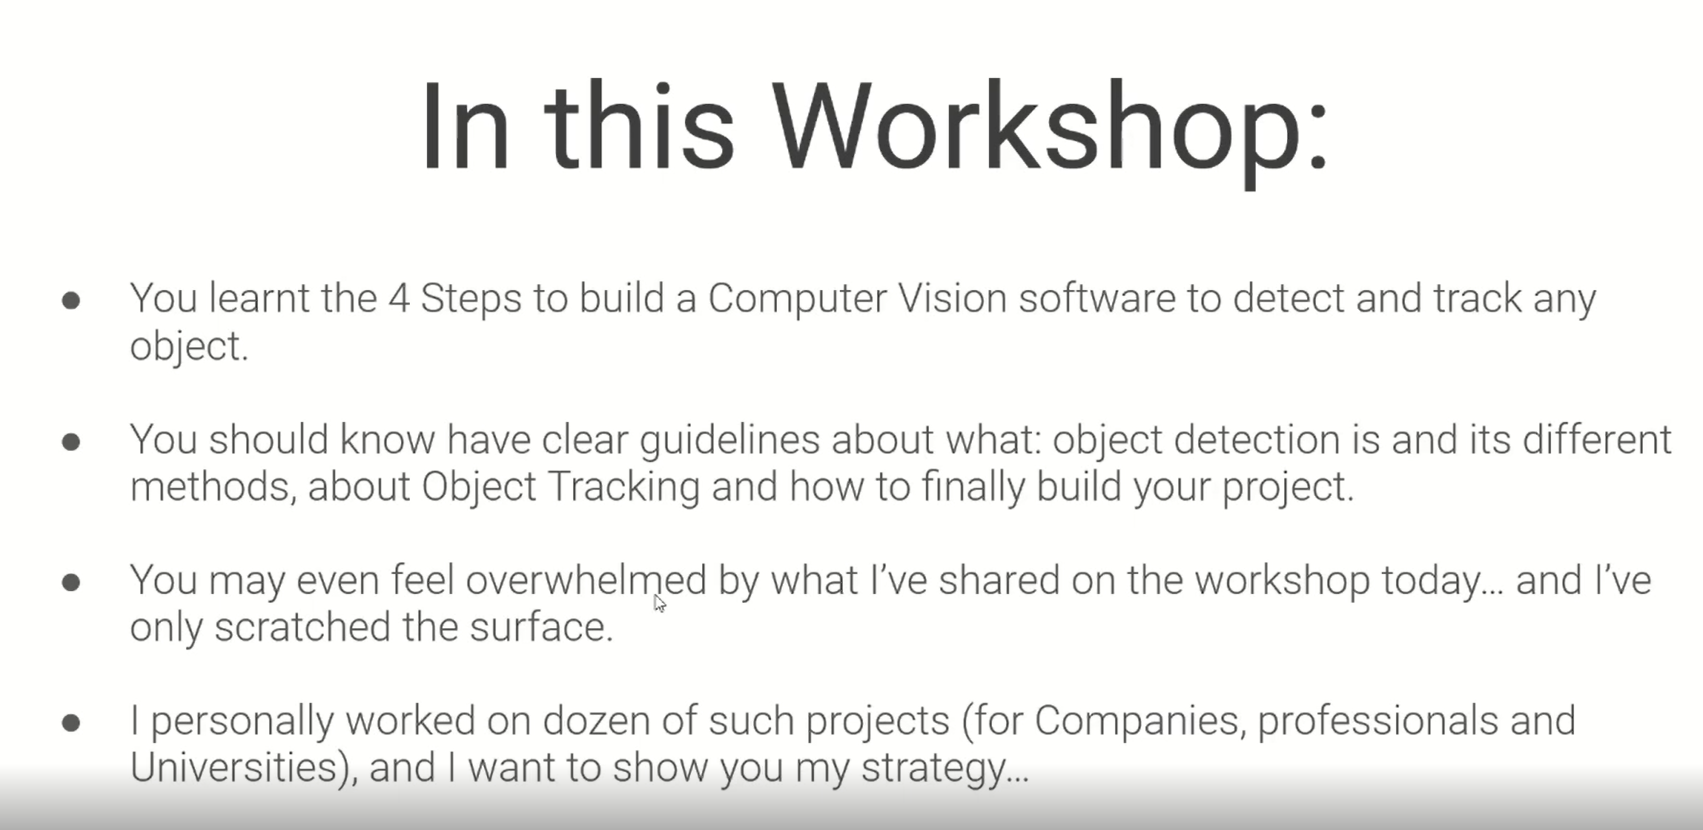 In this Workshop:
● You learnt the 4 Steps to build a Computer Vision software to detect and track any
object.
● You should know have clear guidelines about what: object detection is and its different
methods, about Object Tracking and how to finally build your project.
● You may even feel overwhelmed by what I’ve shared on the workshop today... and I’ve
only scratched the surface.
● I personally worked on dozen of such projects (for Companies, professionals and
Universities), and I want to show you my strategy...